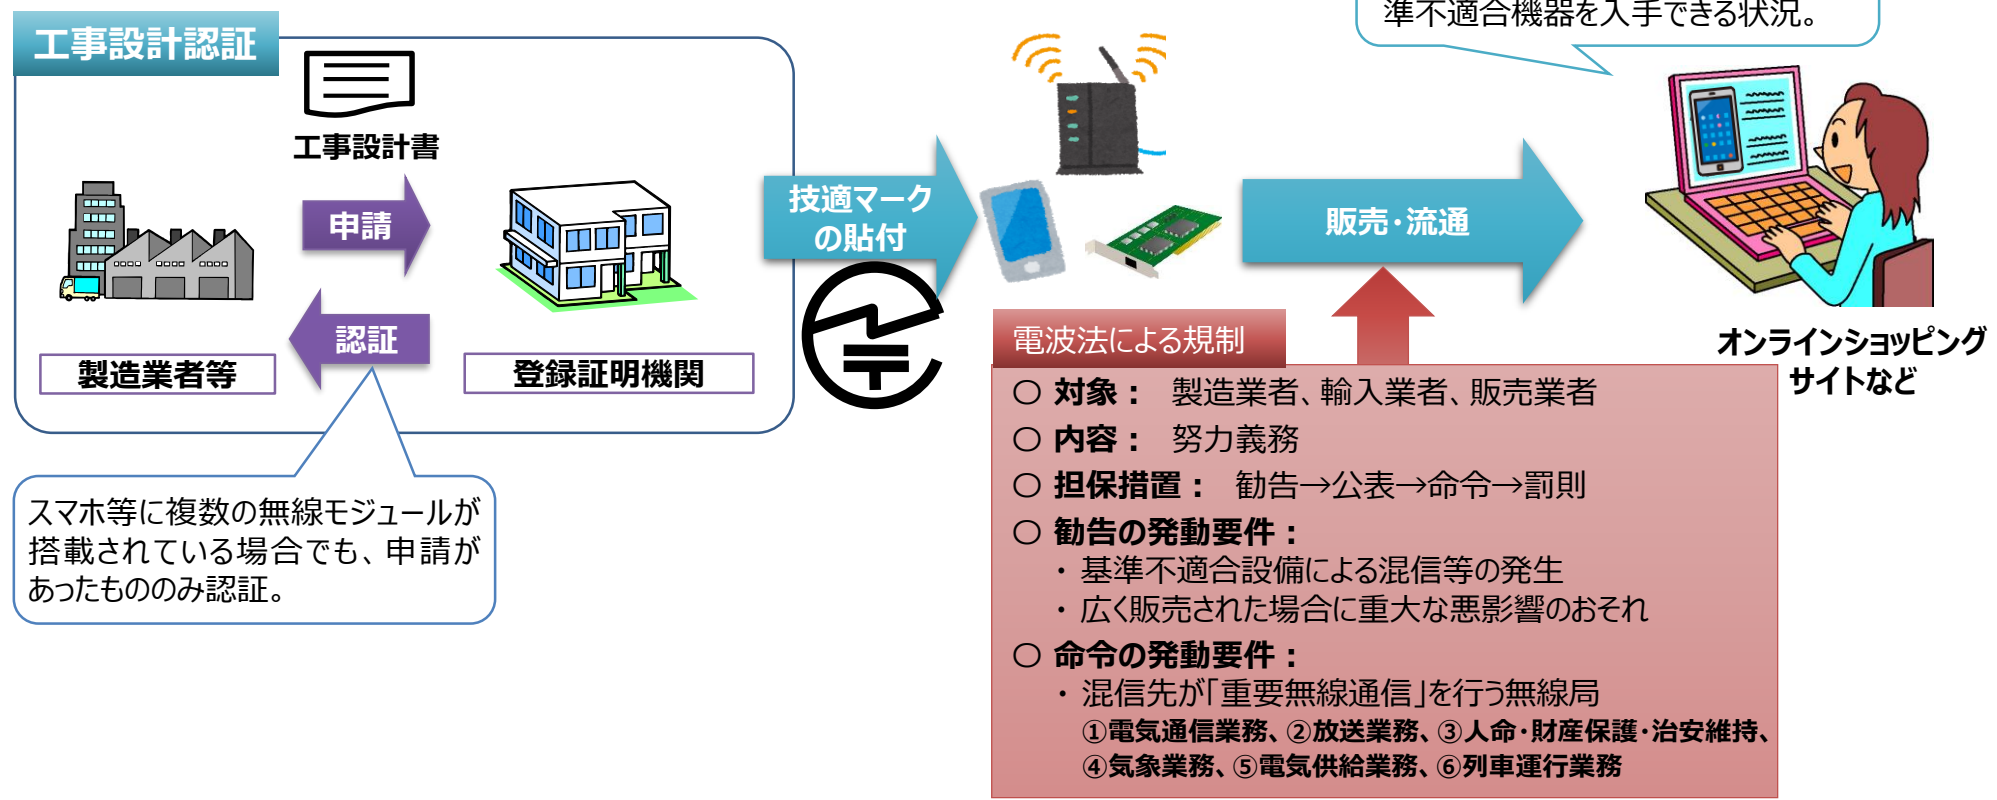 準不適合機器を入手できる状況。
工事設計認証
工事設計書
申請
認証
製造業者等
登録証明機関
スマホ等に複数の無線モジュールが
搭載されている場合でも、申請が
あったもののみ認証。
技適マーク
の貼付
販売・流通
オンラインショッピング
サイトなど
電波法による規制
〇 対象： 製造業者、輸入業者、販売業者
〇 内容： 努力義務
〇 担保措置： 勧告→公表→命令→罰則
〇 勧告の発動要件：
・ 基準不適合設備による混信等の発生
・ 広く販売された場合に重大な悪影響のおそれ
〇 命令の発動要件：
・ 混信先が「重要無線通信」を行う無線局
①電気通信業務、②放送業務、③人命・財産保護・治安維持、
④気象業務、⑤電気供給業務、⑥列車運行業務